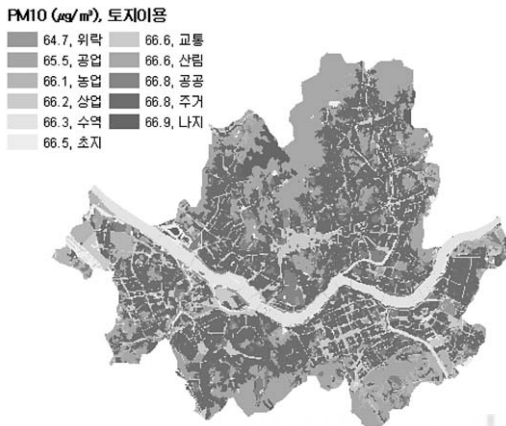 PM10 (㎍/㎥), 토지이용
64.7, 위락
65.5, 공업
66.1, 농업
66.2, 상업
66.3, 수역
66.5, 초지
66.6, 교통
66.6, 산림
66.8, 공공
66.8, 주거
66.9, 나지